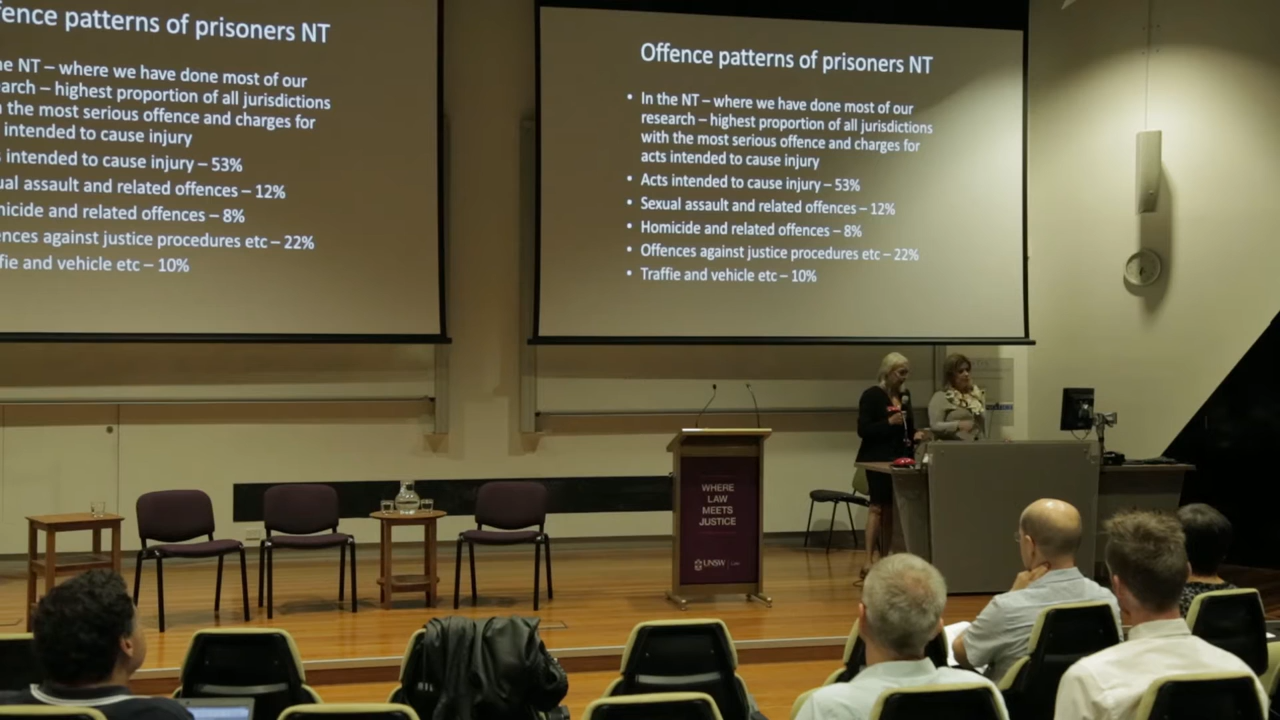 fence patterns of prisoners NT
ne NT – where we have done most of our
earch – highest proportion of all jurisdictions
h the most serious offence and charges for
intended to cause injury
s intended to cause injury – 53%
ual assault and related offences – 12%
nicide and related offences – 8%
ences against justice procedures etc – 22%
ffie and vehicle etc – 10%
Offence patterns of prisoners NT
• In the NT – where we have done most of our
research – highest proportion of all jurisdictions
with the most serious offence and charges for
acts intended to cause injury
• Acts intended to cause injury – 53%
• Sexual assault and related offences – 12%
• Homicide and related offences – 8%
• Offences against justice procedures etc – 22%
• Traffie and vehicle etc – 10%
WHERE
LAW
MEETS
JUSTICE
UNSW Law